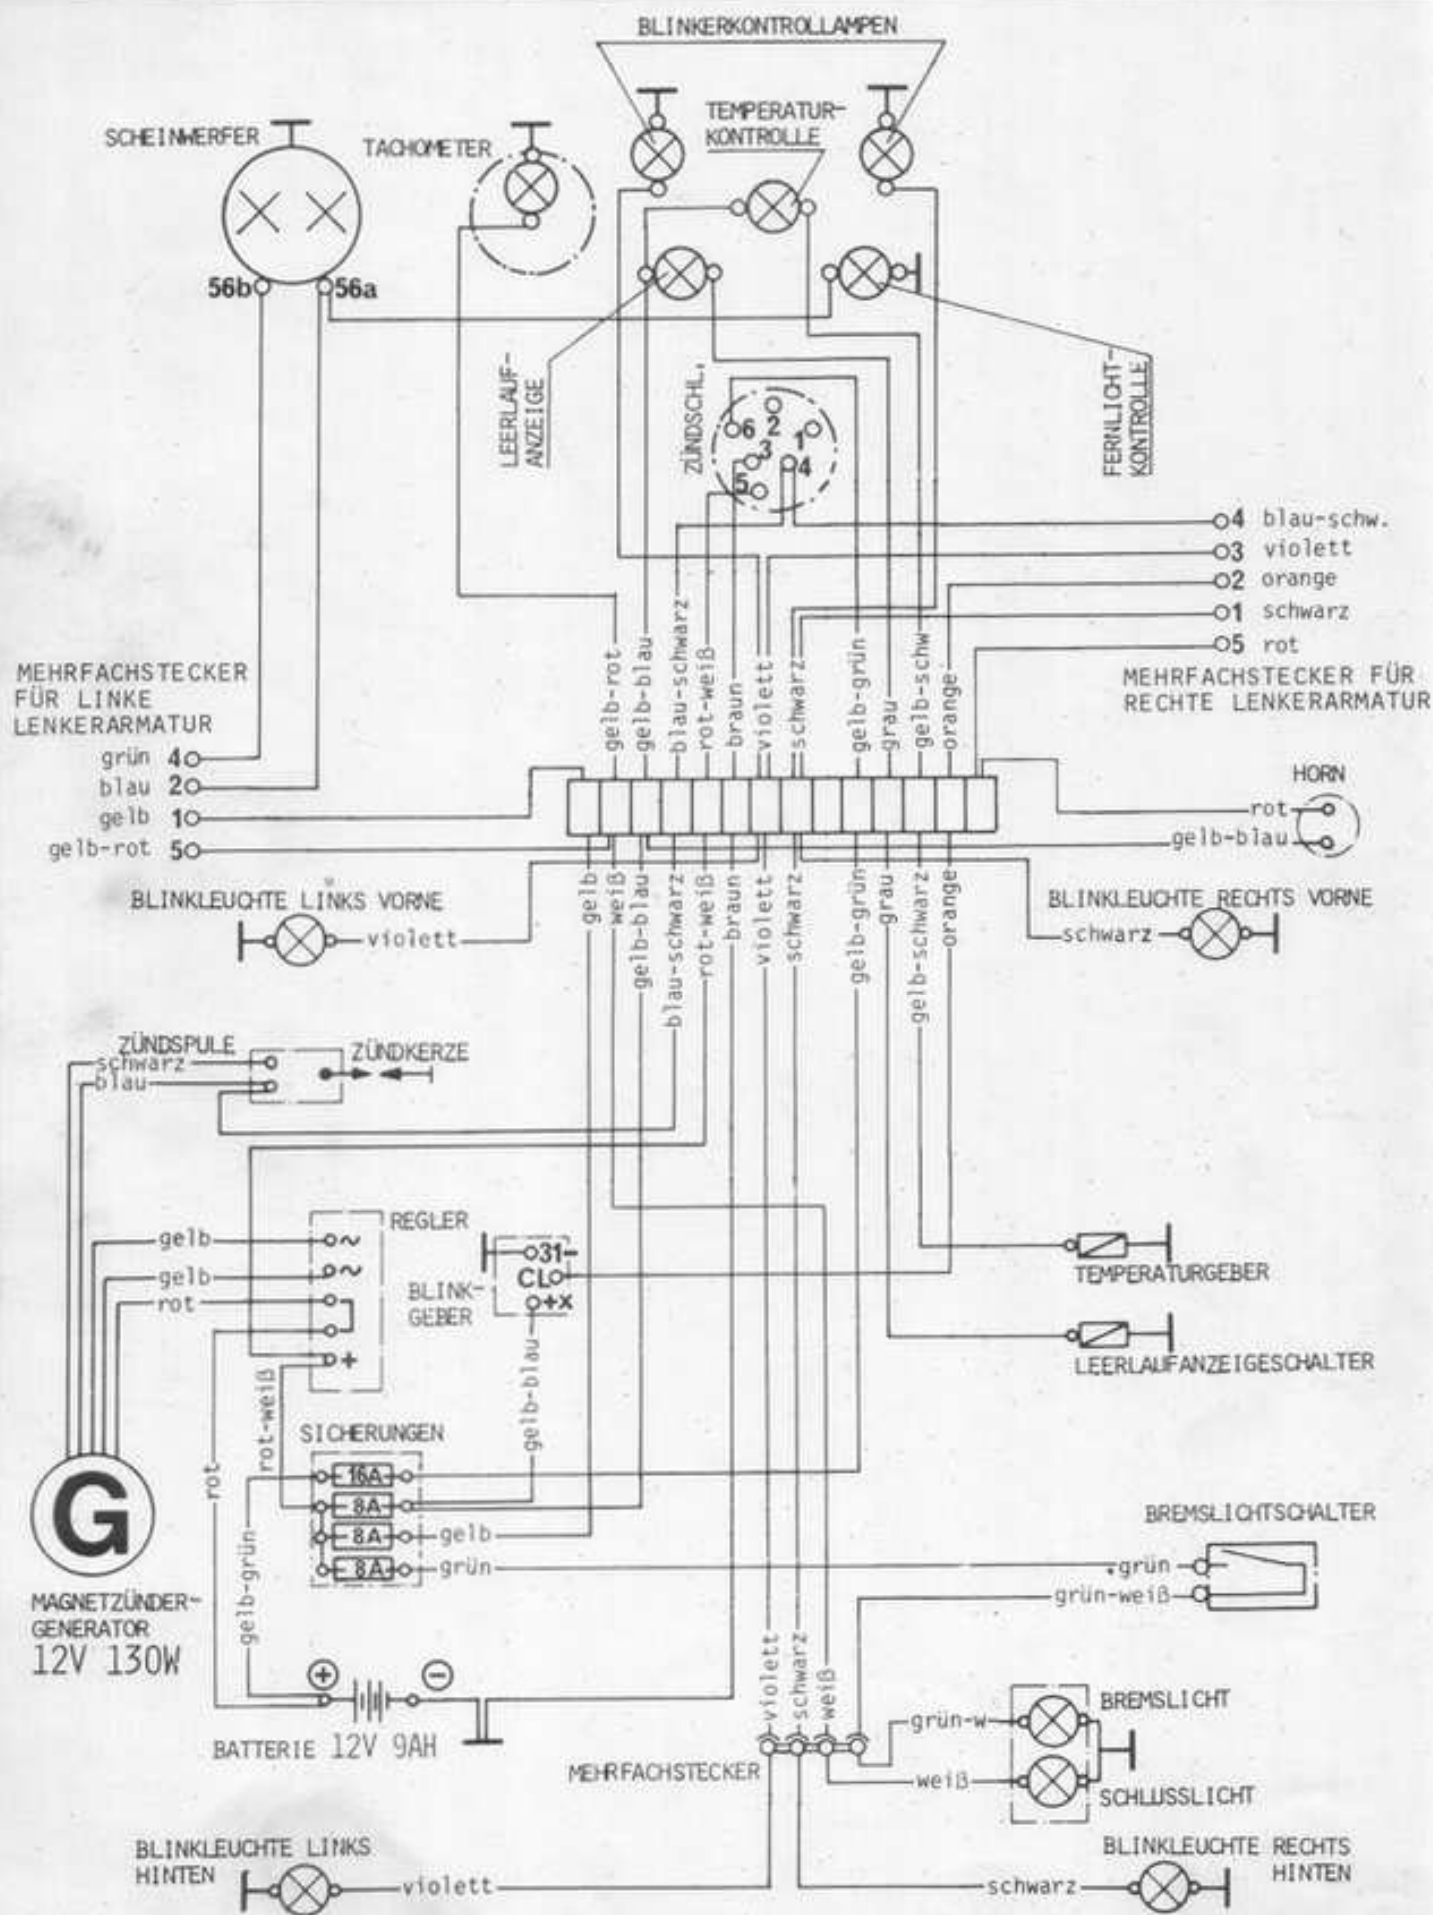 BLINKERKONTROLLAMPEN
SCHEINWERFER
TACHOMETER
TEMPERATUR-
KONTROLLE
56b
56a
LEERLAUF-
ANZEIGE
ZÜNDSCHL.
6 2 1
3 4
5
FERNLICHT-
KONTROLLE
4 blau-schw.
3 violett
2 orange
1 schwarz
5 rot
MEHRFACHSTECKER FÜR
RECHTE LENKERARMATUR
MEHRFACHSTECKER
FÜR LINKE
LENKERARMATUR
grün 4
blau 2
gelb 1
gelb-rot 5
gelb-rot
gelb-blau
blau-schwarz
rot-weiß
braun
violett
schwarz
gelb-grün
grau
gelb-schw
orange
HORN
rot
gelb-blau
BLINKLEUCHTE LINKS VORNE
violett
BLINKLEUCHTE RECHTS VORNE
schwarz
gelb
weiß
gelb-blau
blau-schwarz
rot-weiß
braun
violett
schwarz
gelb-grün
grau
gelb-schwarz
orange
ZÜNDSPULE
schwarz
blau
ZÜNDKERZE
REGLER
gelb ~
gelb ~
rot
+
BLINK-
GEBER
31-
CL
+x
gelb-blau
TEMPERATURGEBER
LEERLAUFANZEIGESCHALTER
rot-weiß
rot
gelb-grün
SICHERUNGEN
16A
8A
8A gelb
8A grün
G
MAGNETZÜNDER-
GENERATOR
12V 130W
BREMSLICHTSCHALTER
grün
grün-weiß
+ -
BATTERIE 12V 9AH
violett
schwarz
weiß
MEHRFACHSTECKER
grün-w
BREMSLICHT
weiß
SCHLUSSLICHT
BLINKLEUCHTE LINKS
HINTEN
violett
BLINKLEUCHTE RECHTS
HINTEN
schwarz